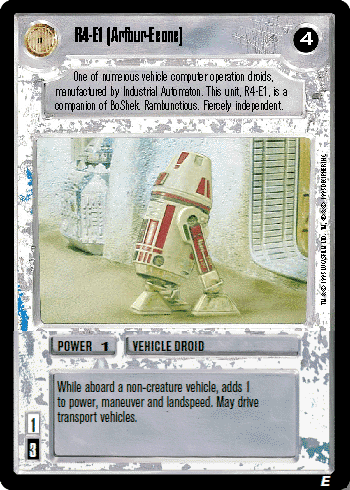 R4-E1 (Arfour-Eeone)
4
One of numerous vehicle computer operation droids,
manufactured by Industrial Automaton. This unit, R4-E1, is a
companion of BoShek. Rambunctious. Fiercely independent.
POWER 1
VEHICLE DROID
While aboard a non-creature vehicle, adds 1
to power, maneuver and landspeed. May drive
transport vehicles.
1
3
E